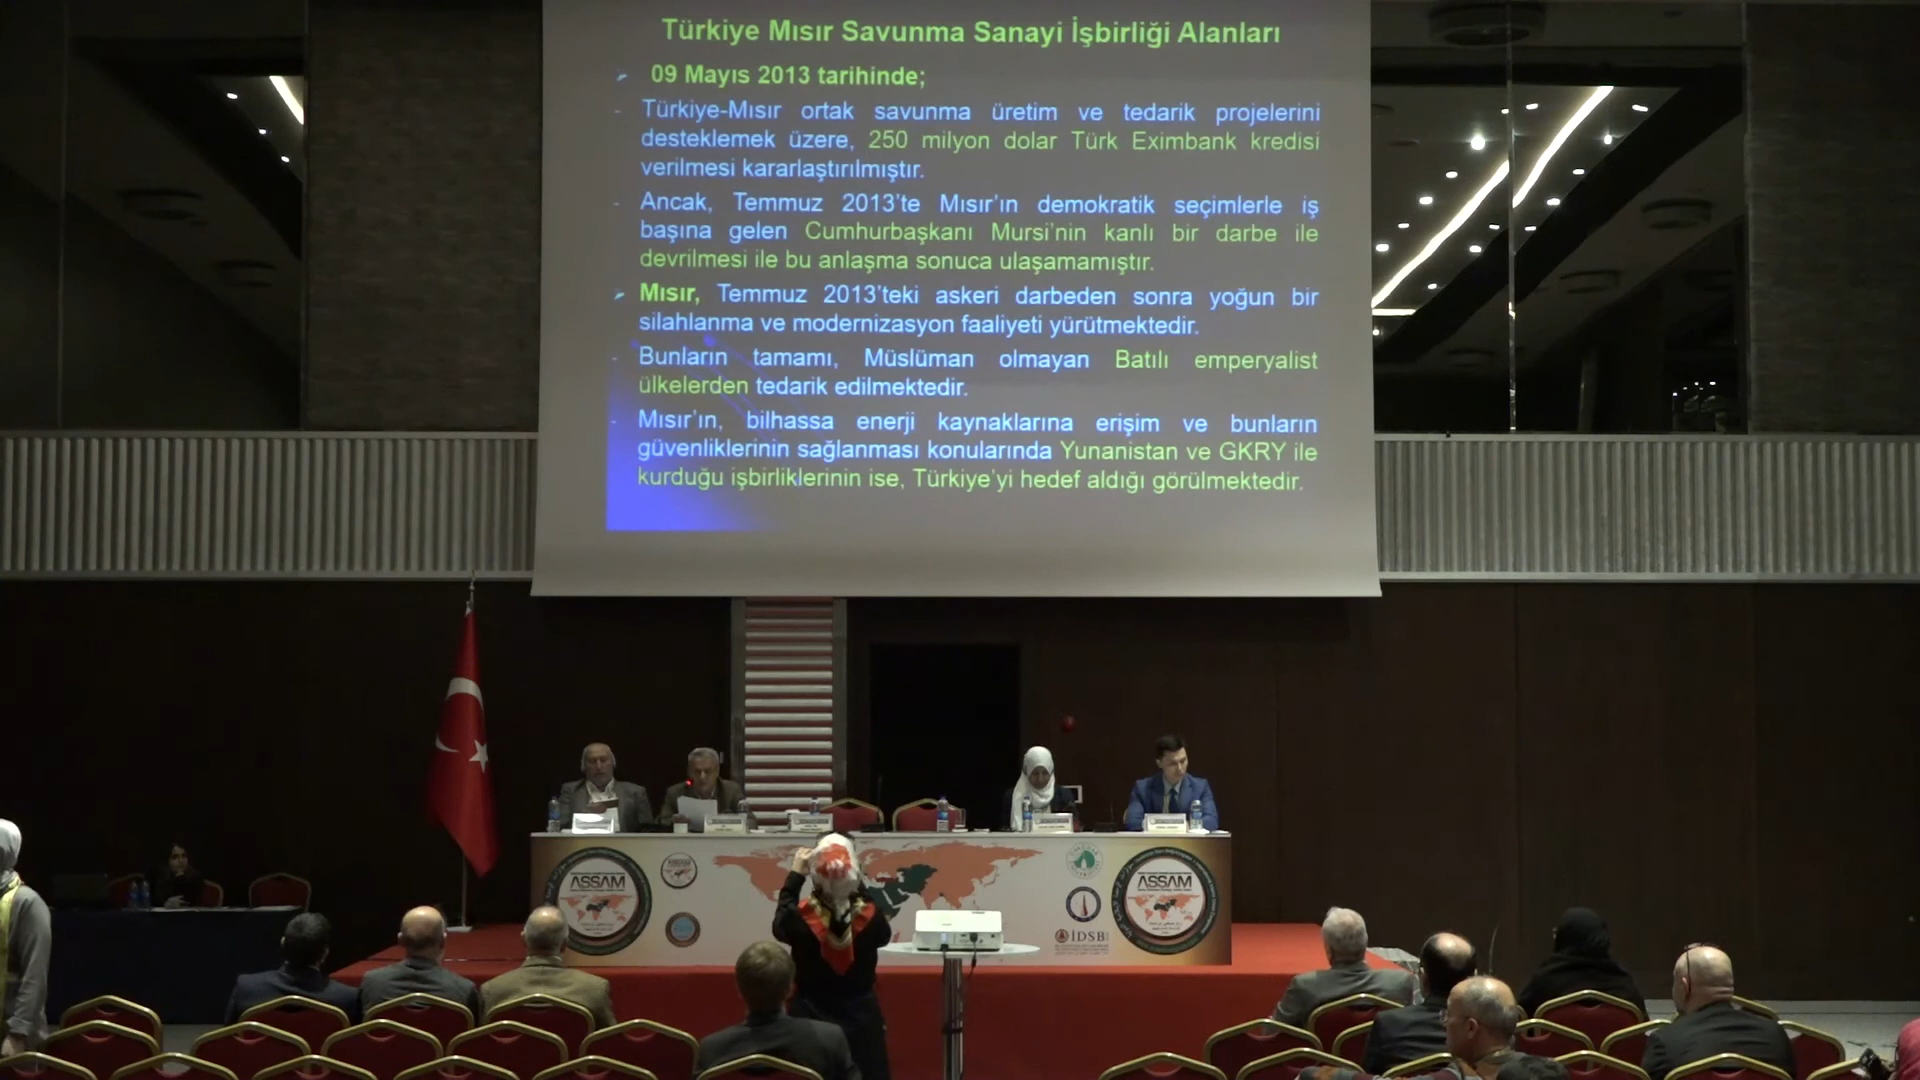 Türkiye Mısır Savunma Sanayi İşbirliği Alanları
09 Mayıs 2013 tarihinde;
- Türkiye-Mısır ortak savunma üretim ve tedarik projelerini
desteklemek üzere, 250 milyon dolar Türk Eximbank kredisi
verilmesi kararlaştırılmıştır.
- Ancak, Temmuz 2013'te Mısır'ın demokratik seçimlerle iş
başına gelen Cumhurbaşkanı Mursi'nin kanlı bir darbe ile
devrilmesi ile bu anlaşma sonuca ulaşamamıştır.
Mısır, Temmuz 2013'teki askeri darbeden sonra yoğun bir
silahlanma ve modernizasyon faaliyeti yürütmektedir.
- Bunların tamamı, Müslüman olmayan Batılı emperyalist
ülkelerden tedarik edilmektedir.
- Mısır'ın, bilhassa enerji kaynaklarına erişim ve bunların
güvenliklerinin sağlanması konularında Yunanistan ve GKRY ile
kurduğu işbirliklerinin ise, Türkiye'yi hedef aldığı görülmektedir.
ASSAM
ASSAM
İDSB